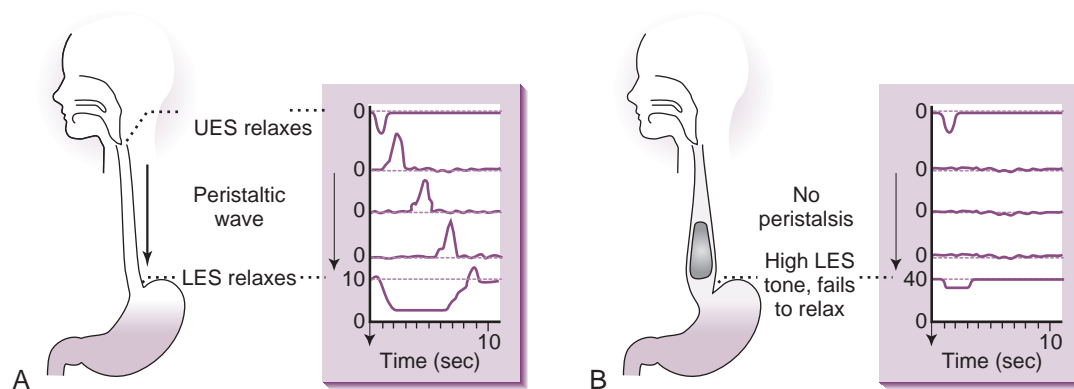 0
UES relaxes
0
Peristaltic
wave
0
0
LES relaxes
10
0
10
Time (sec)
A
0
0
No
peristalsis
0
0
High LES
tone, fails
to relax
40
0
10
Time (sec)
B